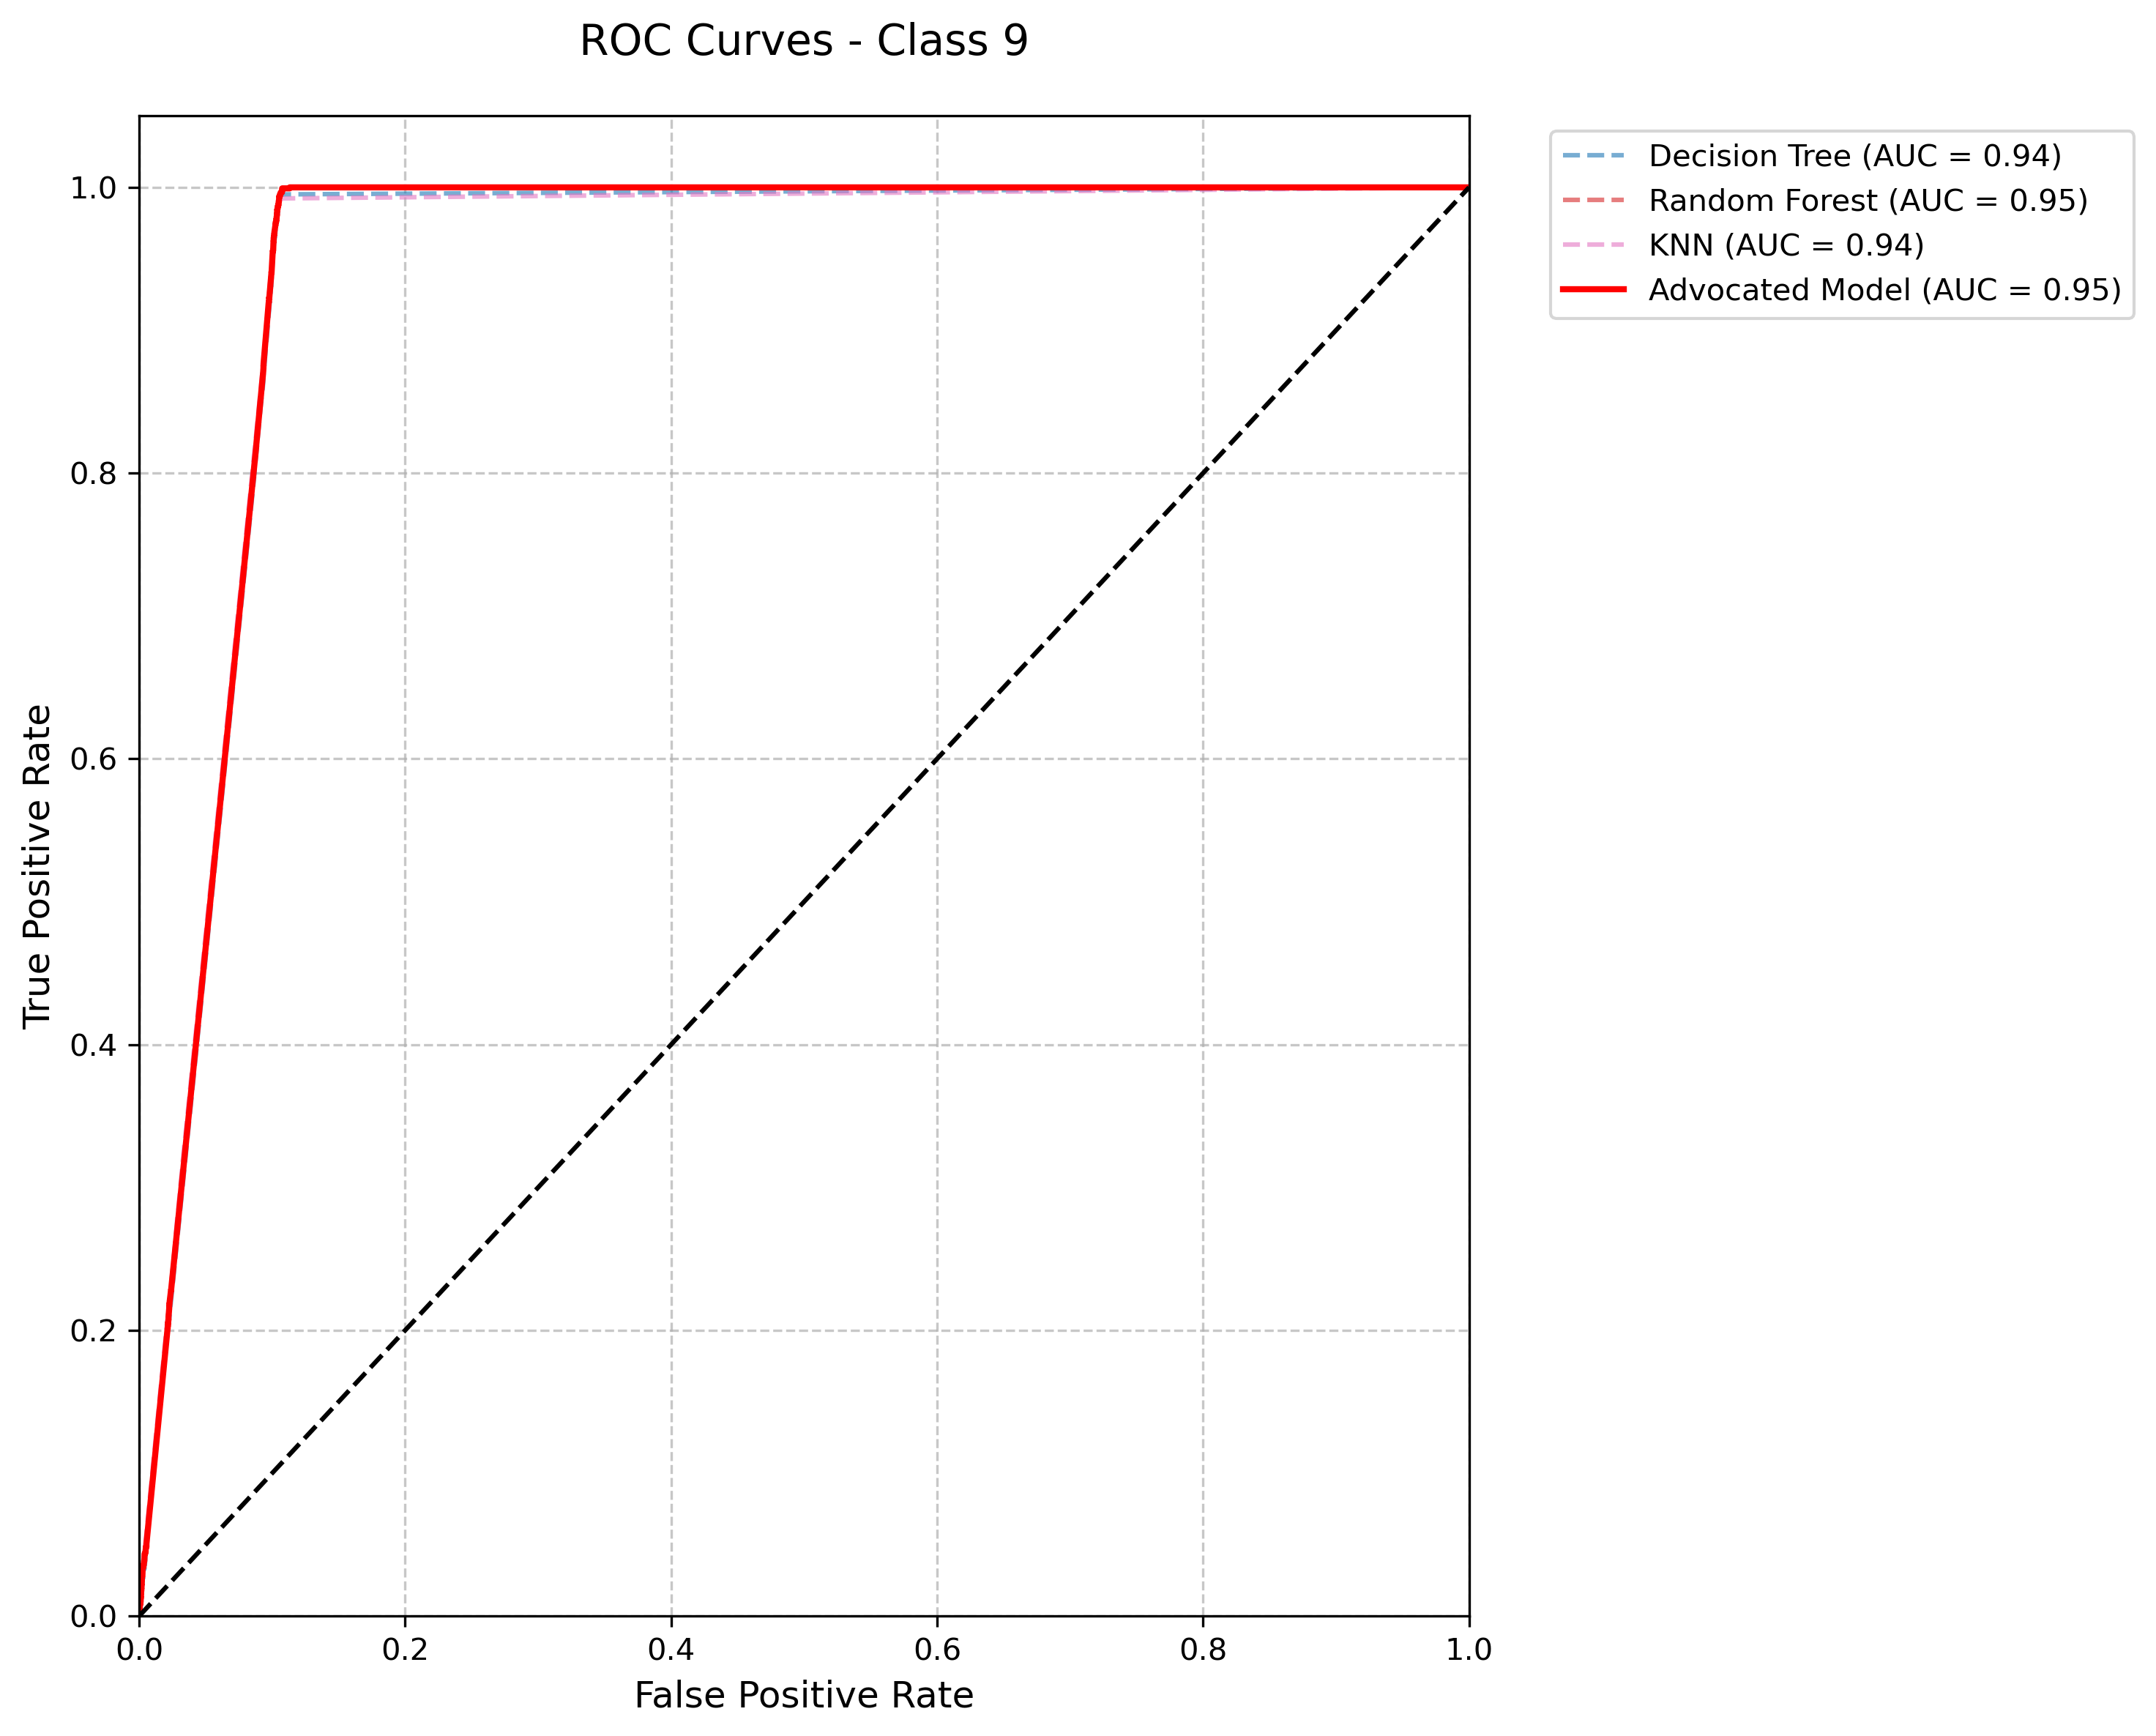 ROC Curves - Class 9
Decision Tree (AUC = 0.94)
Random Forest (AUC = 0.95)
KNN (AUC = 0.94)
Advocated Model (AUC = 0.95)
True Positive Rate
1.0
0.8
0.6
0.4
0.2
0.0
0.0 0.2 0.4 0.6 0.8 1.0
False Positive Rate